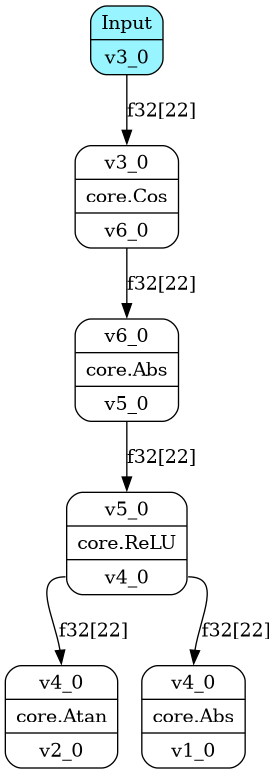 Input
v3_0
f32[22]
v3_0
core.Cos
v6_0
f32[22]
v6_0
core.Abs
v5_0
f32[22]
v5_0
core.ReLU
v4_0
f32[22]
f32[22]
v4_0
core.Atan
v2_0
v4_0
core.Abs
v1_0